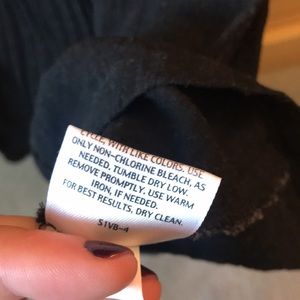 CYCLE, WITH LIKE COLORS. USE
ONLY NON-CHLORINE BLEACH, AS
NEEDED. TUMBLE DRY LOW.
REMOVE PROMPTLY. USE WARM
IRON, IF NEEDED.
FOR BEST RESULTS, DRY CLEAN.
S1VB-4